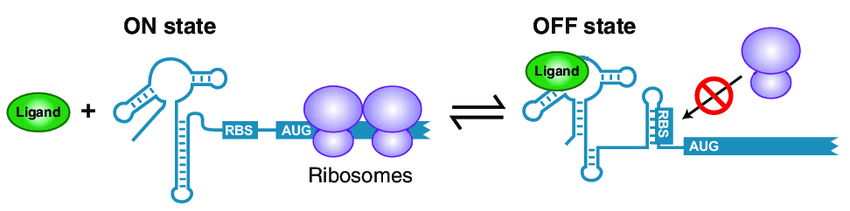 ON state
OFF state
Ligand
+
RBS
AUG
Ribosomes
Ligand
RBS
AUG